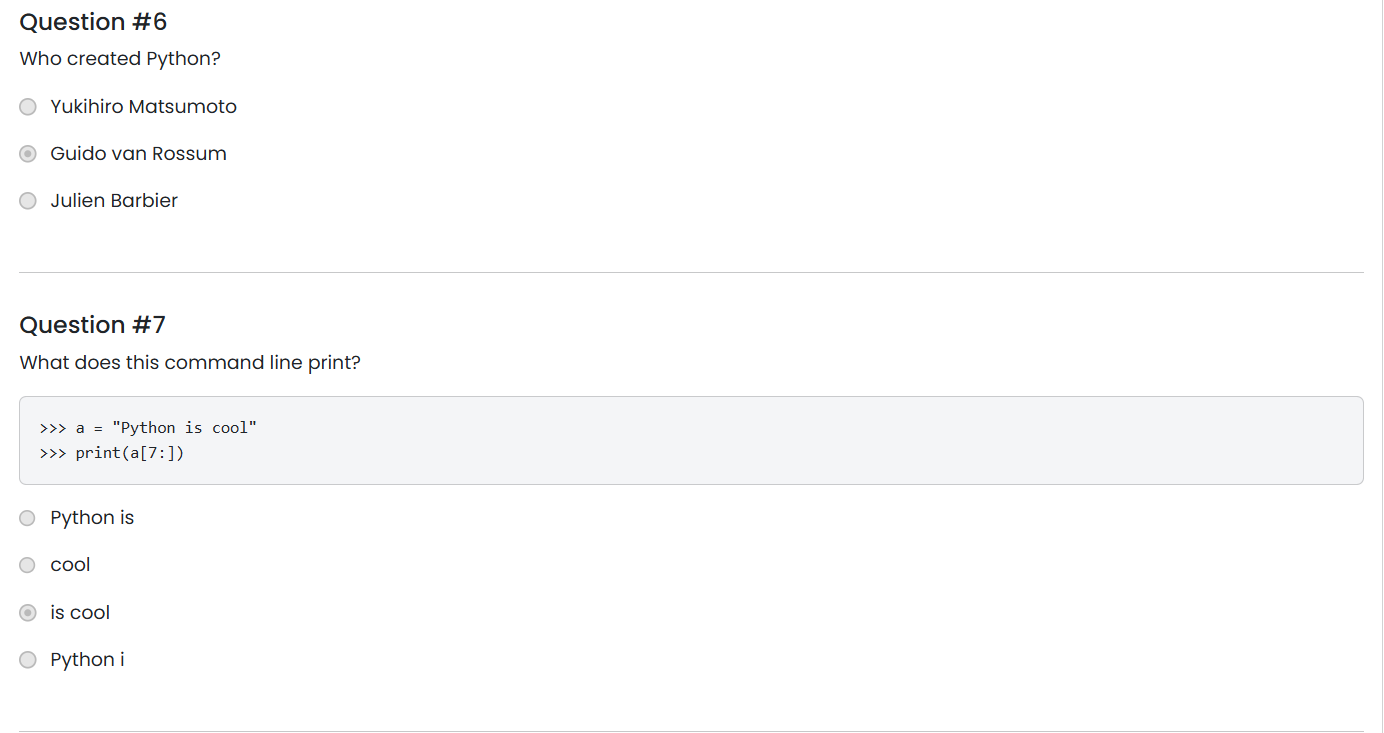 Question #6
Who created Python?
Yukihiro Matsumoto
Guido van Rossum
Julien Barbier
Question #7
What does this command line print?
>>> a = "Python is cool"
>>> print(a[7:])
Python is
cool
is cool
Python i